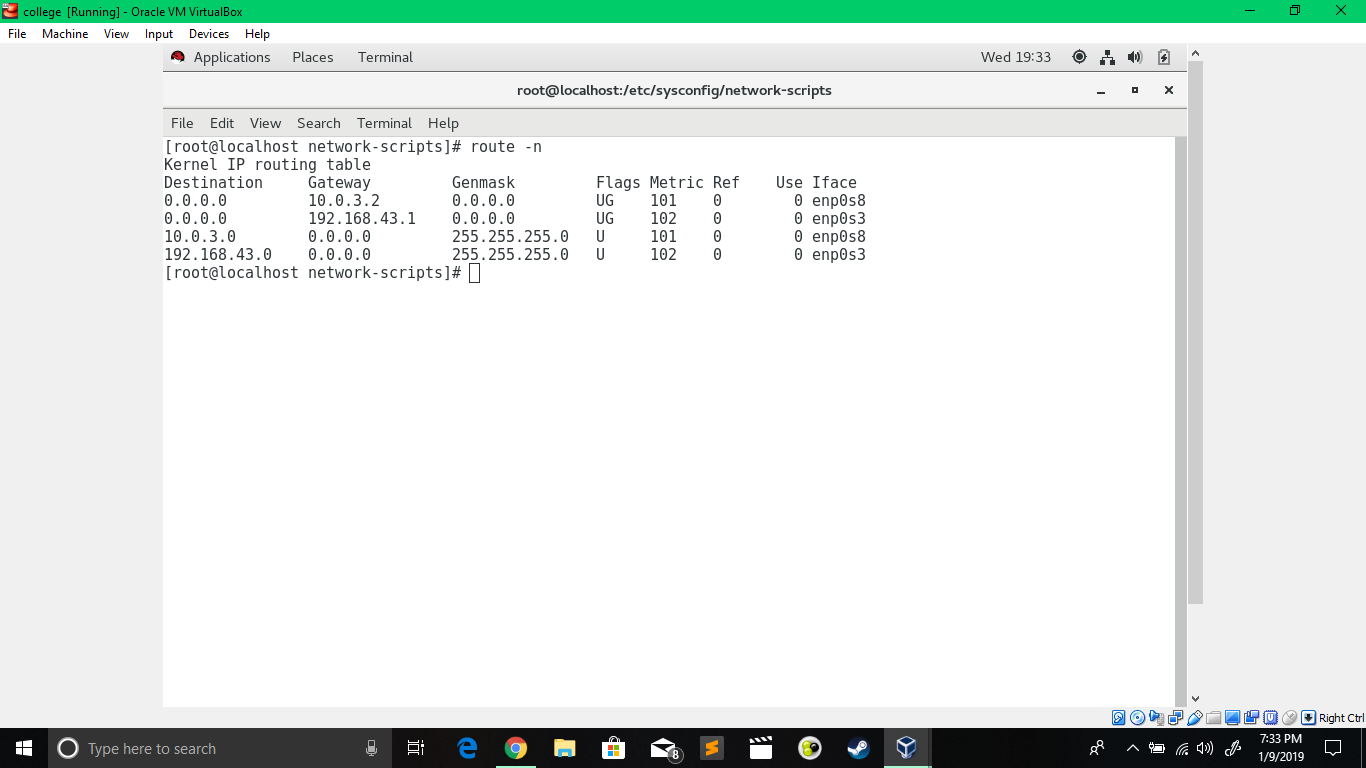 college [Running] - Oracle VM VirtualBox
File Machine View Input Devices Help
Applications Places Terminal Wed 19:33
root@localhost:/etc/sysconfig/network-scripts
File Edit View Search Terminal Help
[root@localhost network-scripts]# route -n
Kernel IP routing table
Destination Gateway Genmask Flags Metric Ref Use Iface
0.0.0.0 10.0.3.2 0.0.0.0 UG 101 0 0 enp0s8
0.0.0.0 192.168.43.1 0.0.0.0 UG 102 0 0 enp0s3
10.0.3.0 0.0.0.0 255.255.255.0 U 101 0 0 enp0s8
192.168.43.0 0.0.0.0 255.255.255.0 U 102 0 0 enp0s3
[root@localhost network-scripts]#
Right Ctrl
Type here to search
8
7:33 PM
1/9/2019